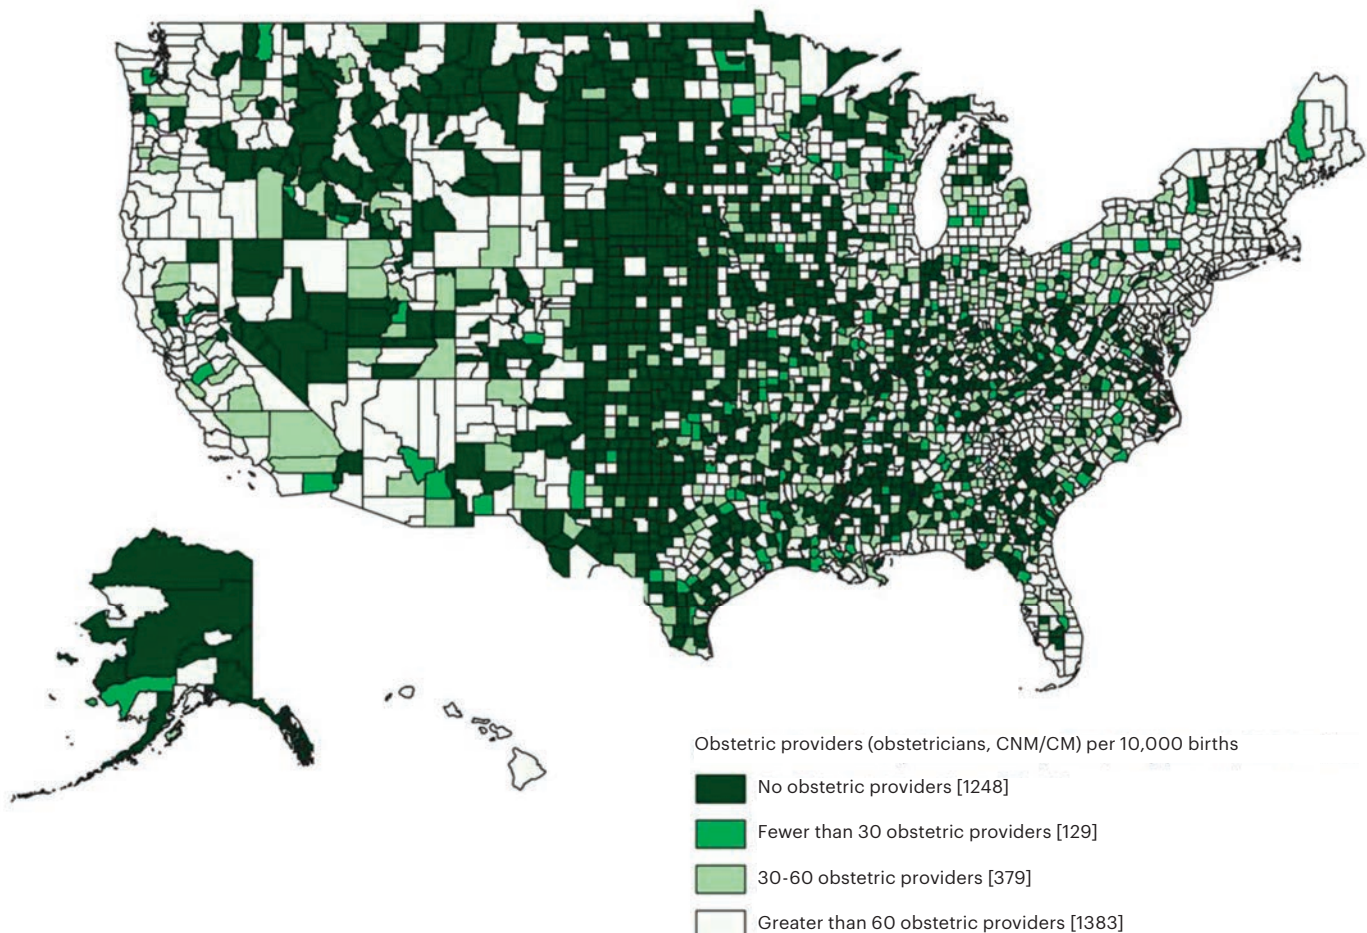 Obstetric providers (obstetricians, CNM/CM) per 10,000 births
No obstetric providers [1248]
Fewer than 30 obstetric providers [129]
30-60 obstetric providers [379]
Greater than 60 obstetric providers [1383]